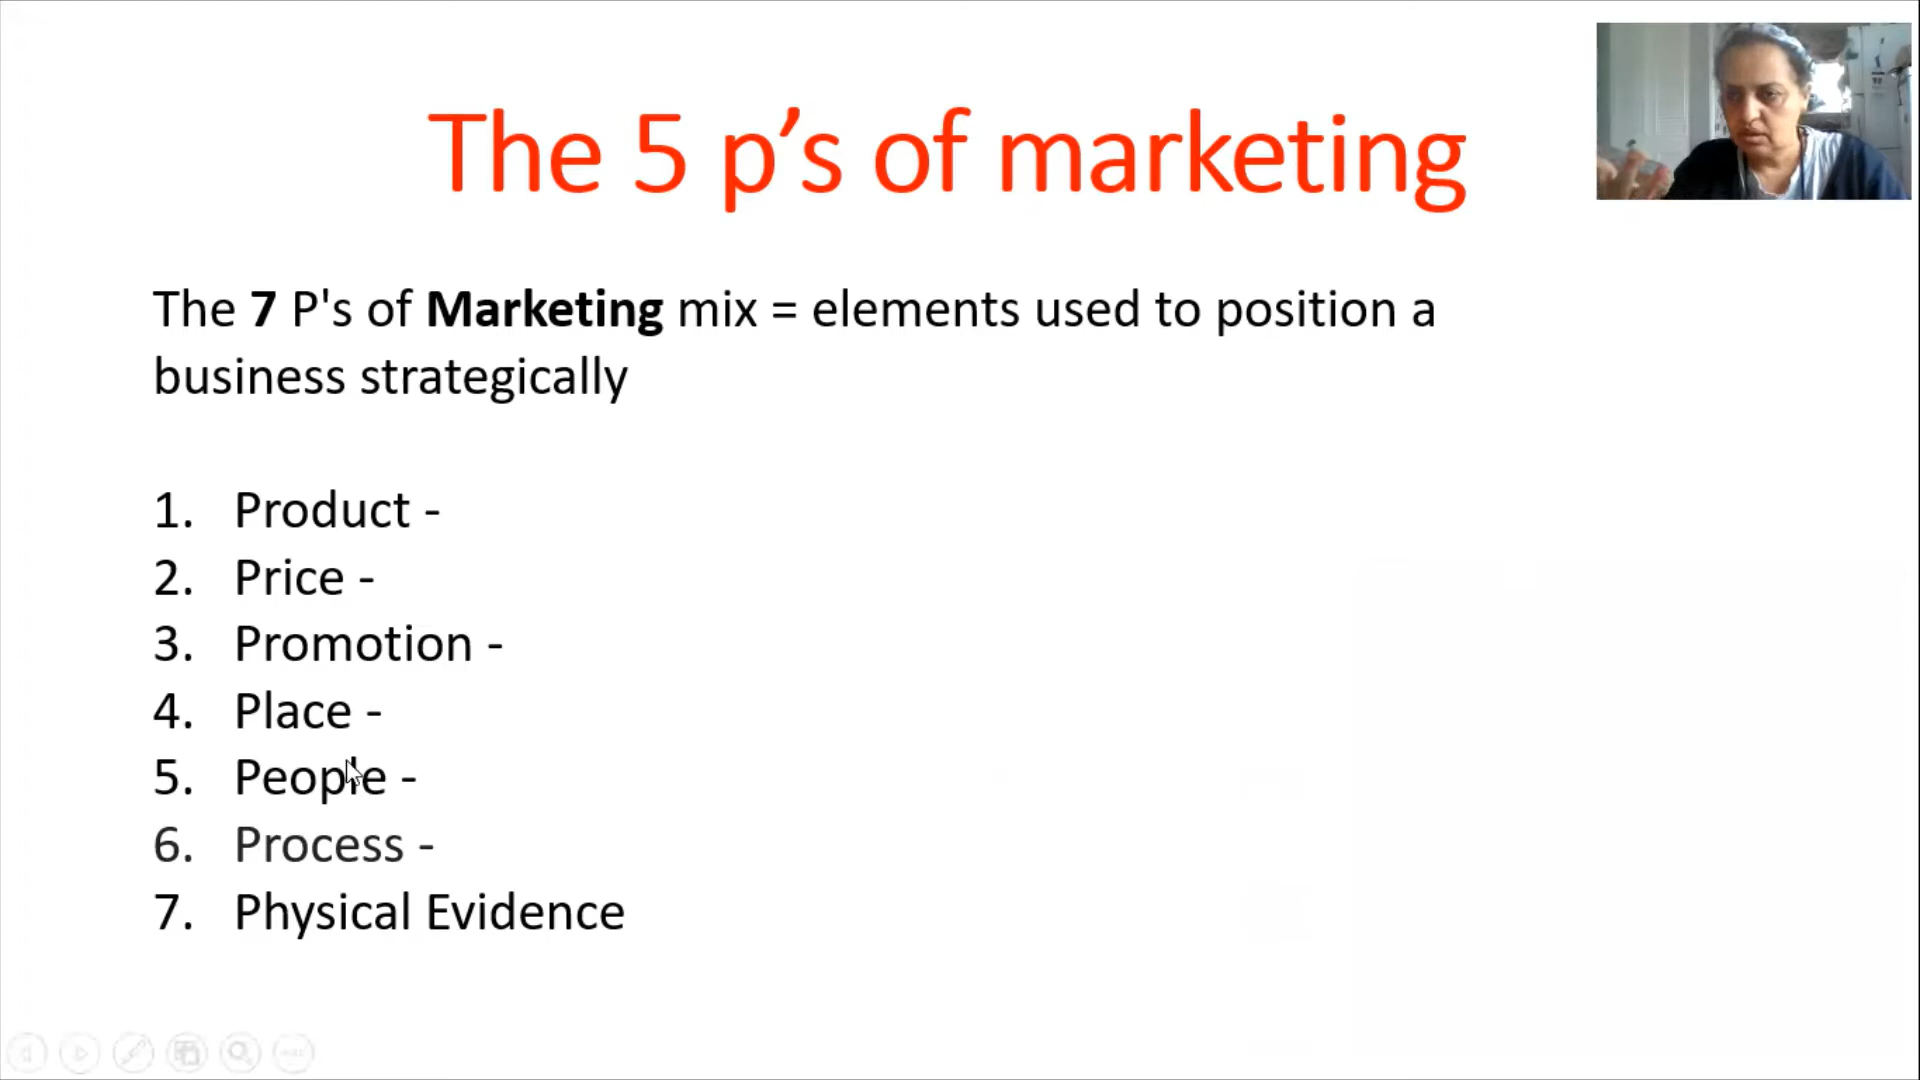 The 5 p’s of marketing
The 7 P's of Marketing mix = elements used to position a
business strategically
1. Product -
2. Price -
3. Promotion -
4. Place -
5. People -
6. Process -
7. Physical Evidence